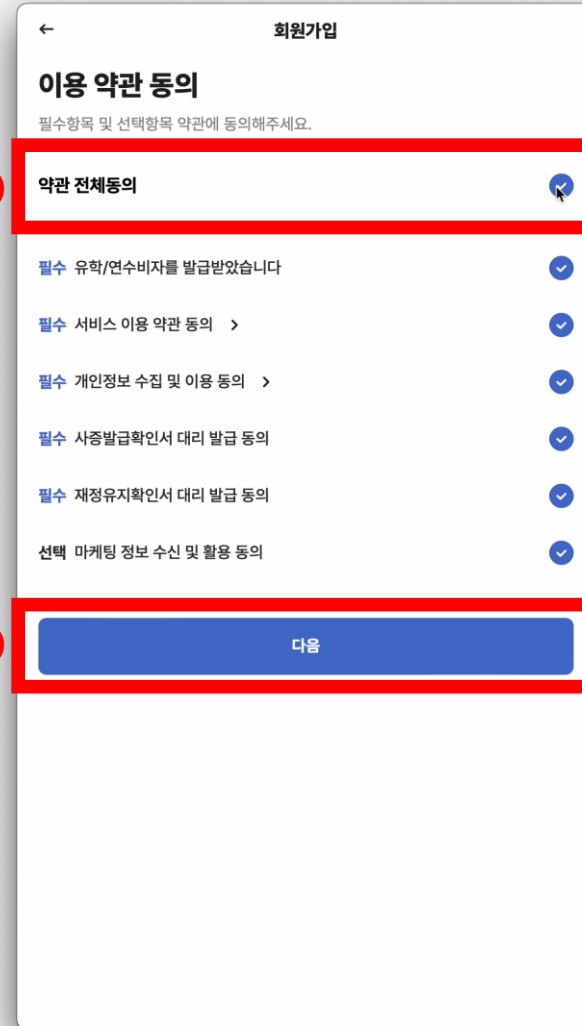 회원가입
이용 약관 동의
필수항목 및 선택항목 약관에 동의해주세요.
약관 전체동의
필수 유학/연수비자를 발급받았습니다
필수 서비스 이용 약관 동의 >
필수 개인정보 수집 및 이용 동의 >
필수 사증발급확인서 대리 발급 동의
필수 재정유지확인서 대리 발급 동의
선택 마케팅 정보 수신 및 활용 동의
다음